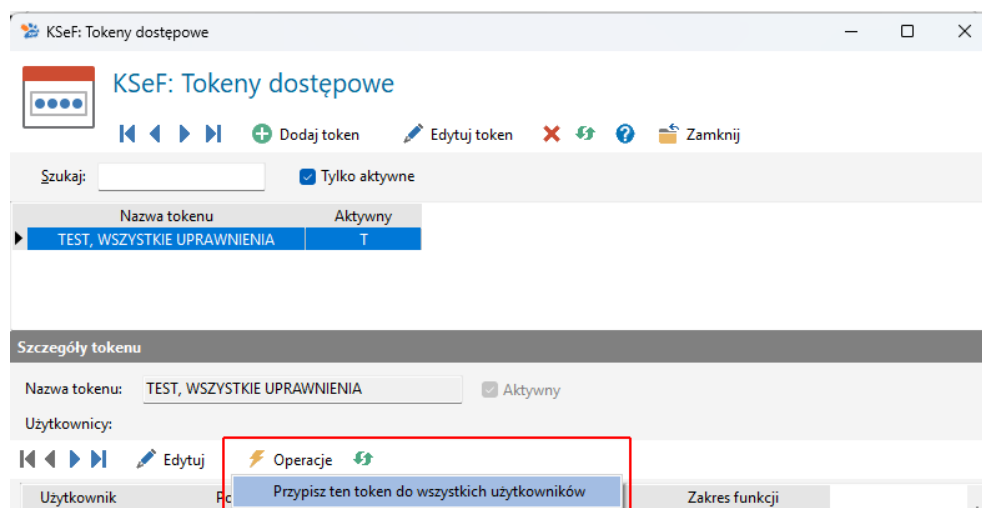 KSeF: Tokeny dostępowe
KSeF: Tokeny dostępowe
Dodaj token Edytuj token Zamknij
Szukaj: Tylko aktywne
Nazwa tokenu Aktywny
TEST, WSZYSTKIE UPRAWNIENIA T
Szczegóły tokenu
Nazwa tokenu: TEST, WSZYSTKIE UPRAWNIENIA Aktywny
Użytkownicy:
Edytuj Operacje
Użytkownik Przypisz ten token do wszystkich użytkowników Zakres funkcji